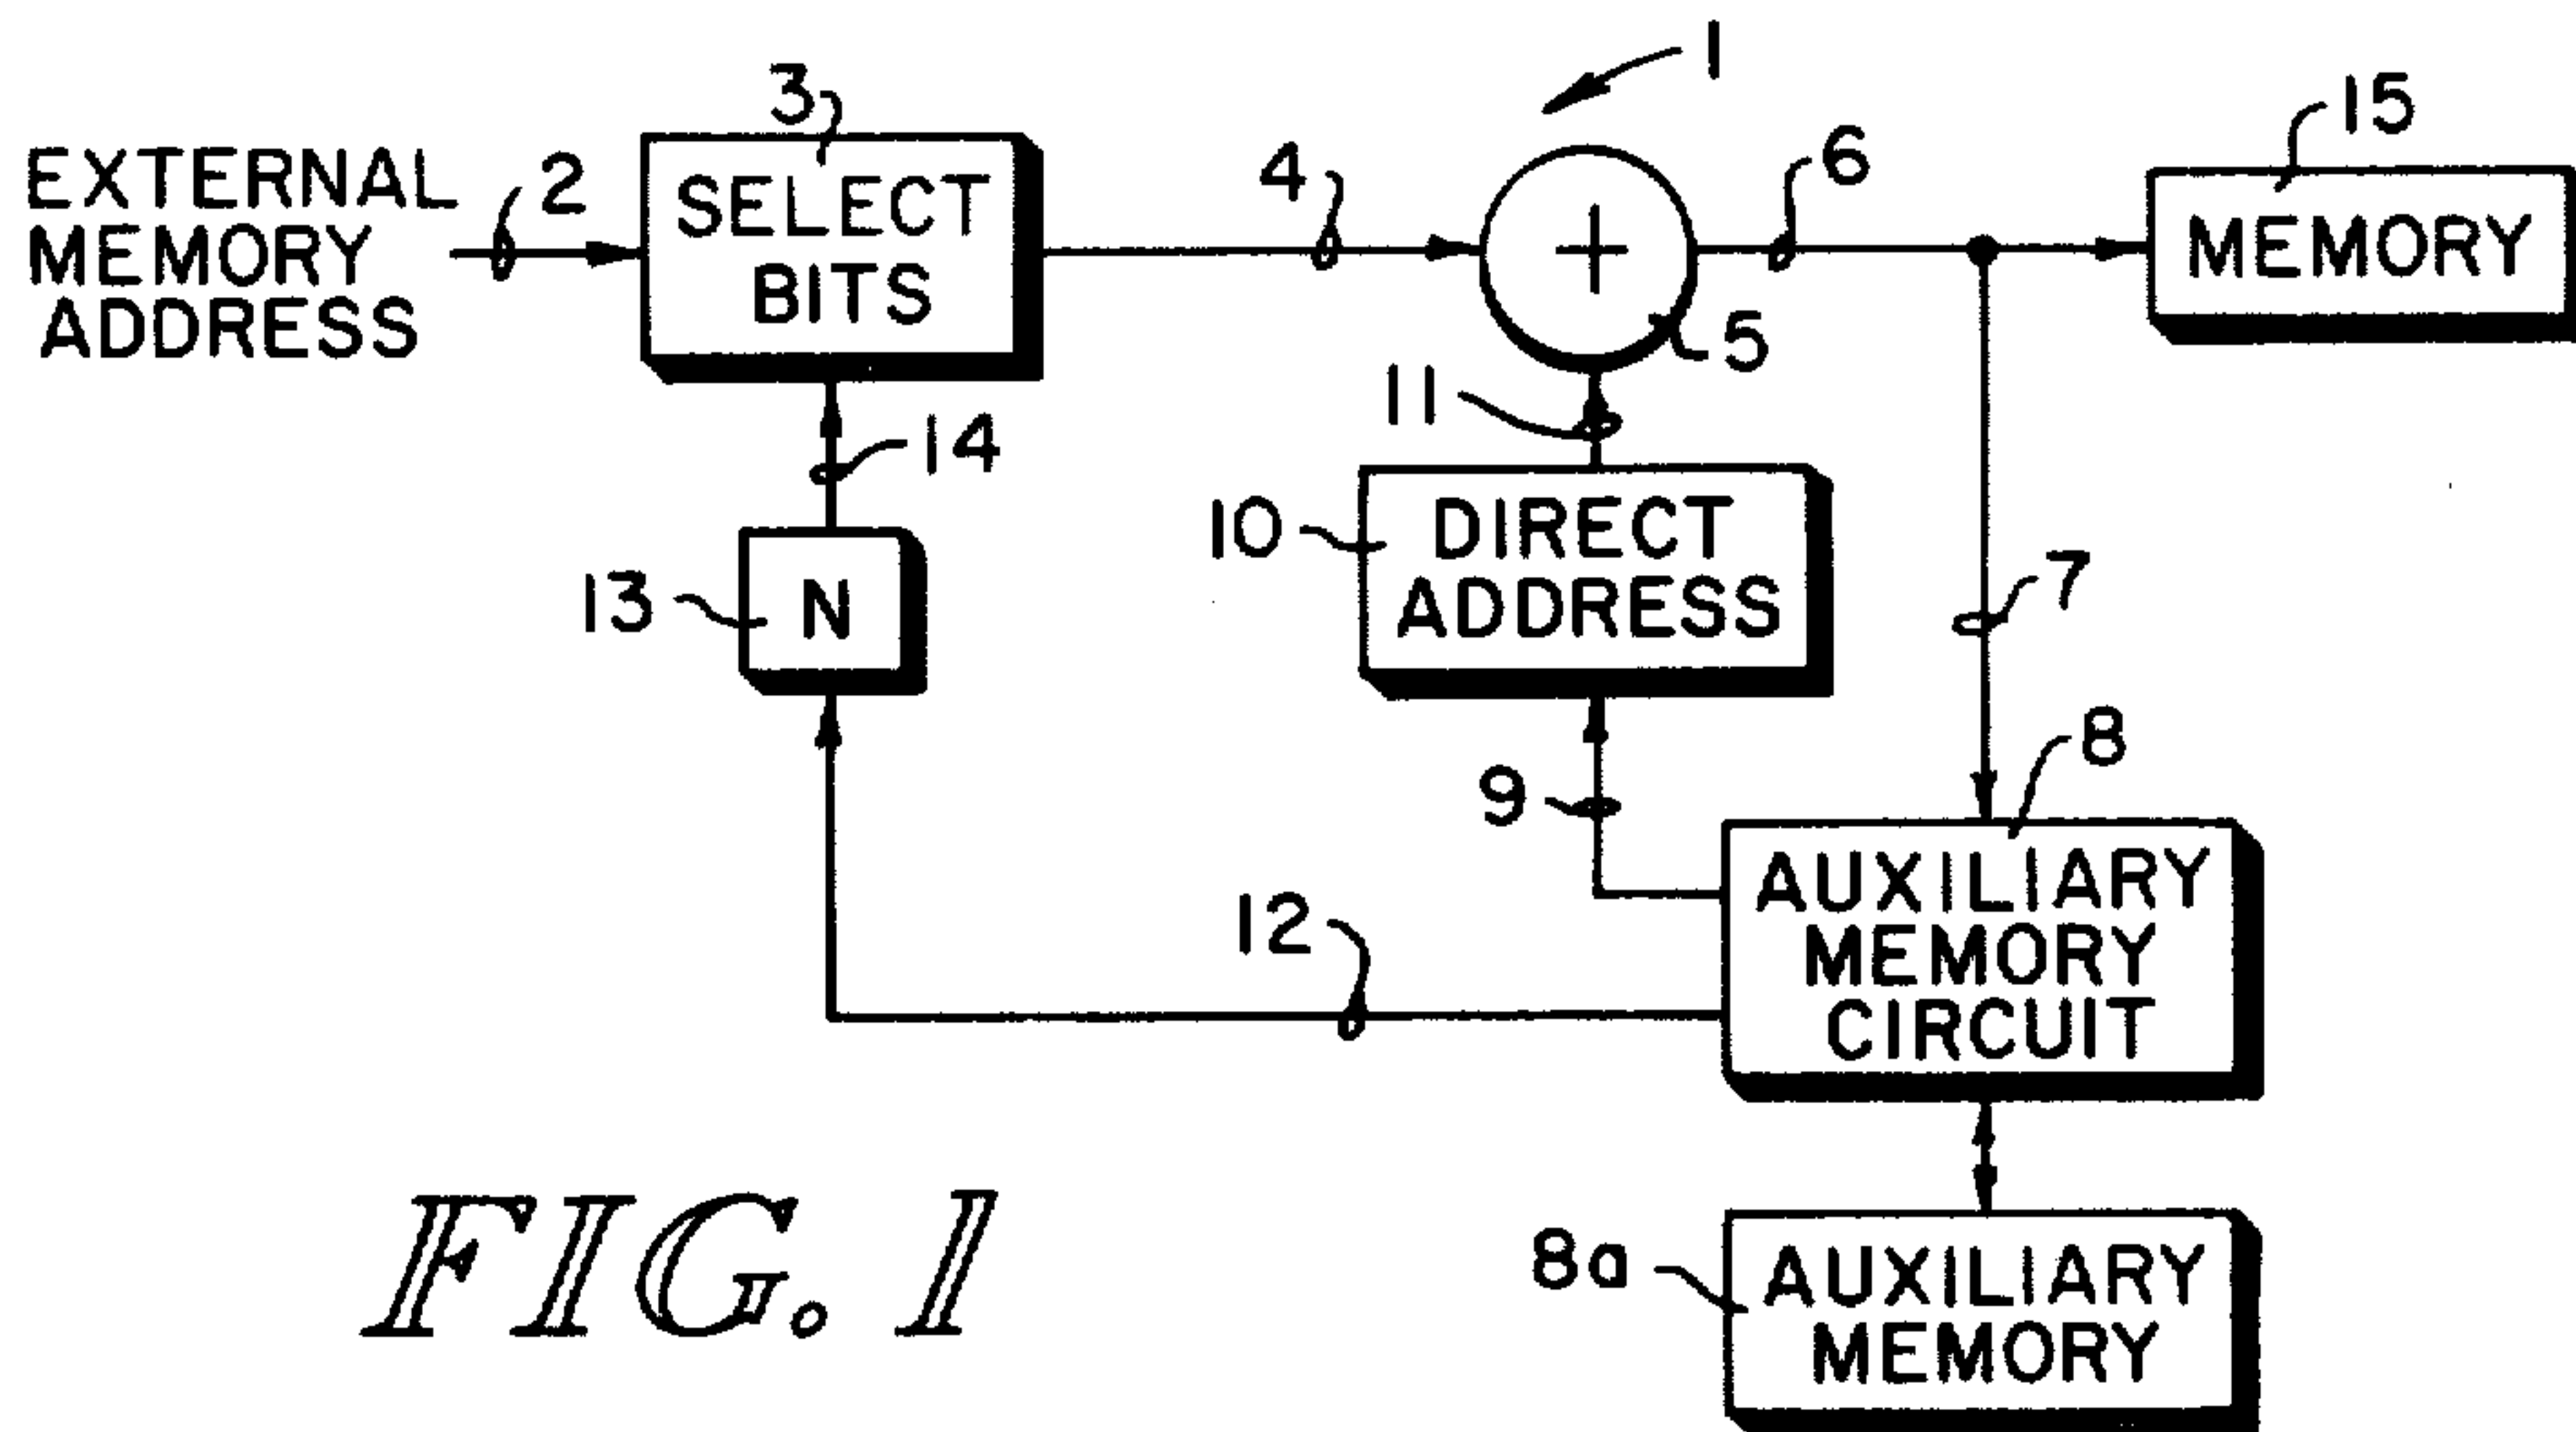 1
EXTERNAL
MEMORY
ADDRESS
2
3
SELECT
BITS
4
+
5
6
15
MEMORY
11
14
10
DIRECT
ADDRESS
13
N
7
9
8
AUXILIARY
MEMORY
CIRCUIT
12
8a
AUXILIARY
MEMORY
FIG. 1